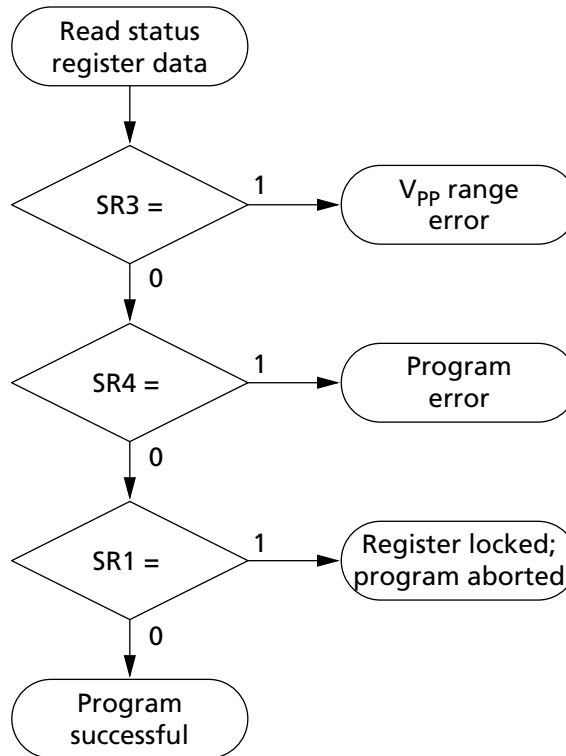 Read status
register data
SR3 =
1
V_PP range
error
0
SR4 =
1
Program
error
0
SR1 =
1
Register locked;
program aborted
0
Program
successful